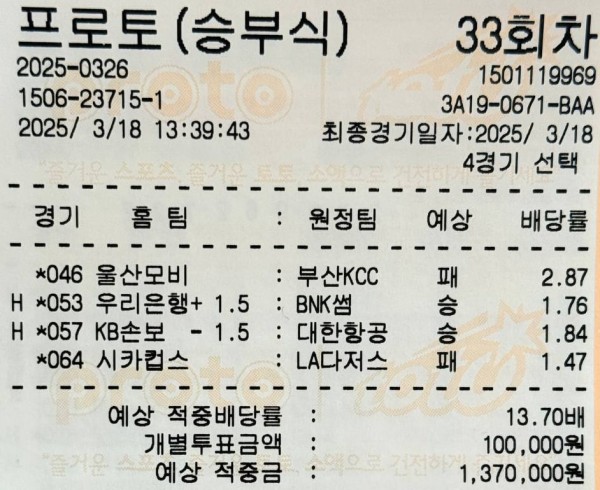 프로토(승부식) 33회차
2025-0326 1501119969
1506-23715-1 3A19-0671-BAA
2025/ 3/18 13:39:43 최종경기일자:2025/ 3/18
4경기 선택
경기 홈 팀 : 원정팀 예상 배당률
*046 울산모비 : 부산KCC 패 2.87
H *053 우리은행+ 1.5 : BNK썸 승 1.76
H *057 KB손보 - 1.5 : 대한항공 승 1.84
*064 시카컵스 : LA다저스 패 1.47
예상 적중배당률 : 13.70배
개별투표금액 : 100,000원
예상 적중금 : 1,370,000원